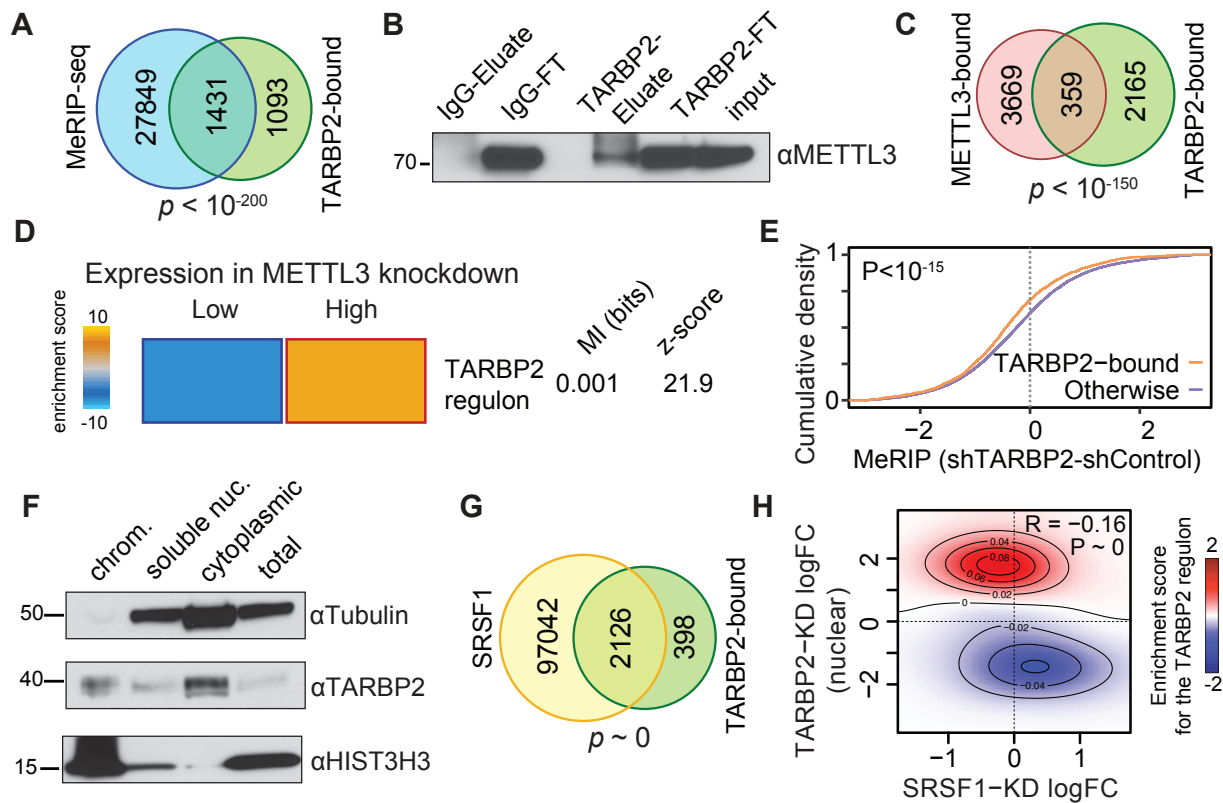 A
MeRIP-seq
27849
1431
1093
TARBP2-bound
p < 10-200
B
IgG-Eluate
IgG-FT
TARBP2-
Eluate
TARBP2-FT
input
70
αMETTL3
C
METTL3-bound
3669
359
2165
TARBP2-bound
p < 10-150
D
Expression in METTL3 knockdown
enrichment score
10
-10
Low
High
TARBP2
regulon
MI (bits)
0.001
z-score
21.9
E
Cumulative density
1
0
P<10-15
TARBP2−bound
Otherwise
−2
0
2
MeRIP (shTARBP2-shControl)
F
chrom.
soluble nuc.
cytoplasmic
total
50
αTubulin
40
αTARBP2
15
αHIST3H3
G
SRSF1
97042
2126
398
TARBP2-bound
p ~ 0
H
TARBP2−KD logFC
(nuclear)
2
0
−2
R = −0.16
P ~ 0
0.04
0.08
0.06
0.02
0
−0.02
−0.04
−1
0
1
SRSF1−KD logFC
2
-2
Enrichment score
for the TARBP2 regulon